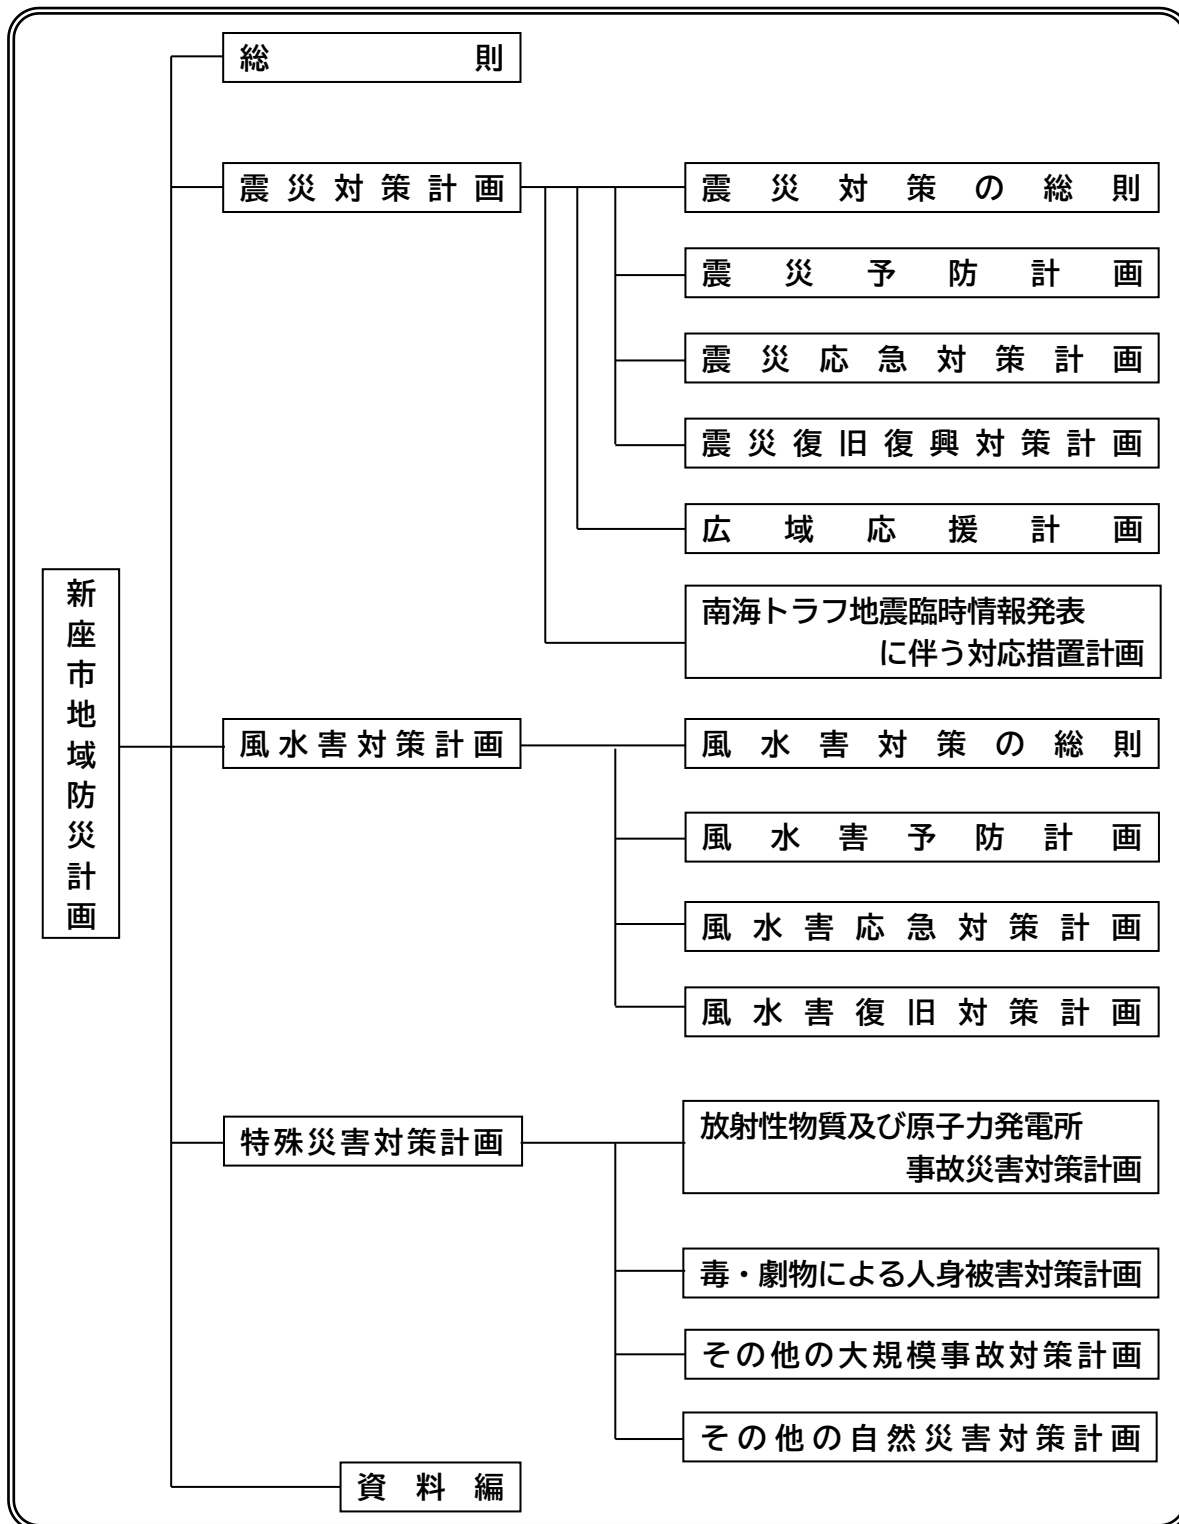 総則
震災対策計画
震災対策の総則
震災予防計画
震災応急対策計画
震災復旧復興対策計画
広域応援計画
南海トラフ地震臨時情報発表
に伴う対応措置計画
新座市地域防災計画
風水害対策計画
風水害対策の総則
風水害予防計画
風水害応急対策計画
風水害復旧対策計画
特殊災害対策計画
放射性物質及び原子力発電所
事故災害対策計画
毒・劇物による人身被害対策計画
その他の大規模事故対策計画
その他の自然災害対策計画
資料編